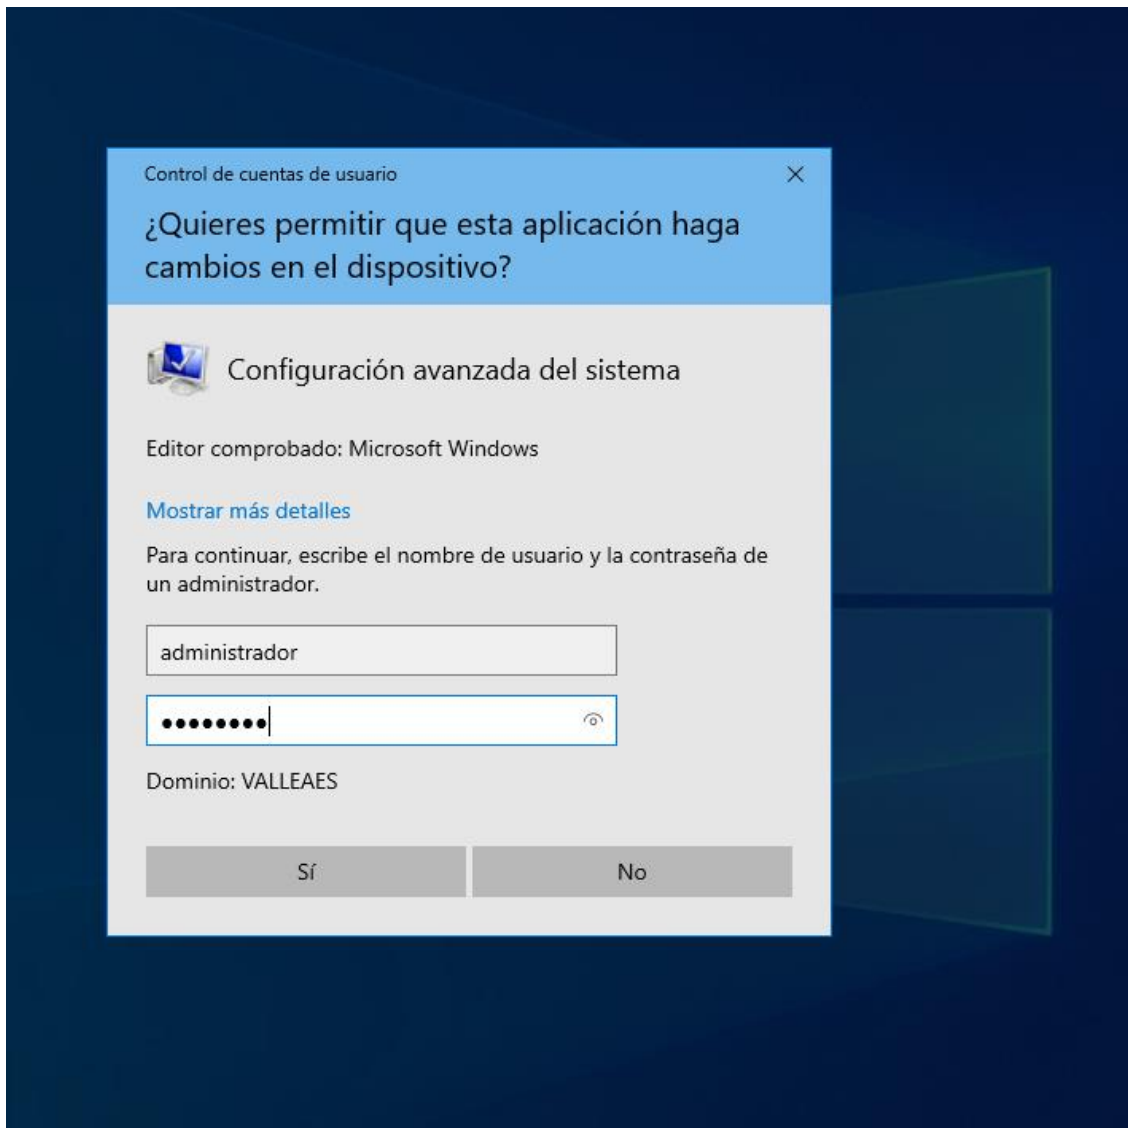 Control de cuentas de usuario
¿Quieres permitir que esta aplicación haga
cambios en el dispositivo?
Configuración avanzada del sistema
Editor comprobado: Microsoft Windows
Mostrar más detalles
Para continuar, escribe el nombre de usuario y la contraseña de
un administrador.
administrador
••••••••
Dominio: VALLEAES
Sí
No